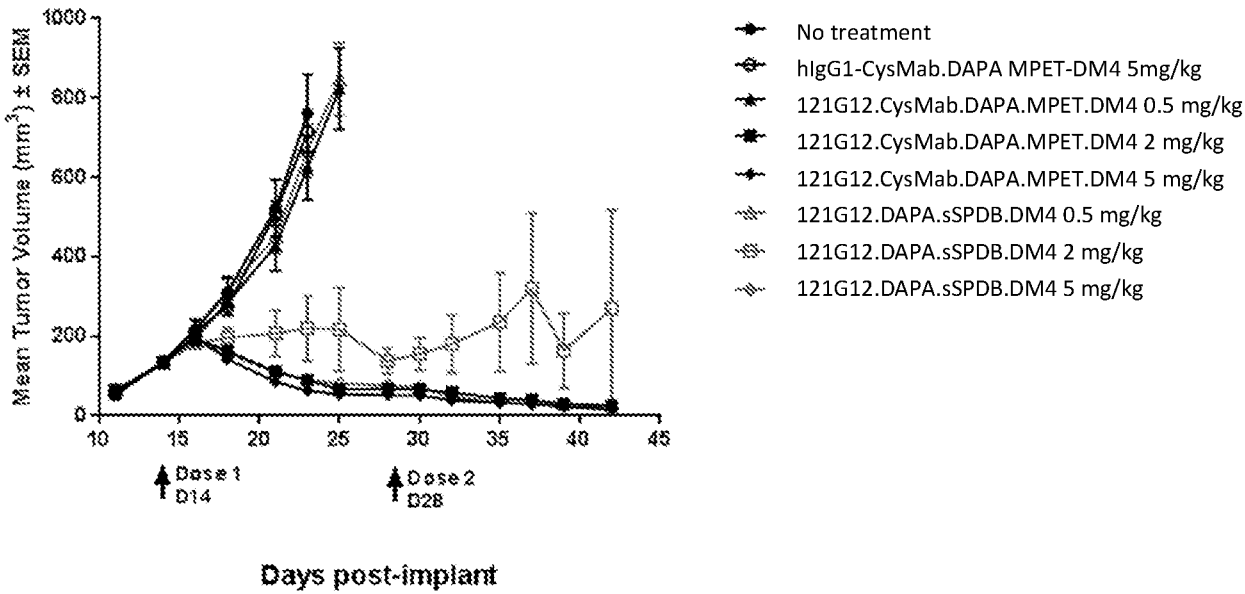 Mean Tumor Volume (mm³) ± SEM
1000
800
600
400
200
0
10 15 20 25 30 35 40 45
Dose 1
D14
Dose 2
D28
Days post-implant
No treatment
hIgG1-CysMab.DAPA MPET-DM4 5mg/kg
121G12.CysMab.DAPA.MPET.DM4 0.5 mg/kg
121G12.CysMab.DAPA.MPET.DM4 2 mg/kg
121G12.CysMab.DAPA.MPET.DM4 5 mg/kg
121G12.DAPA.sSPDB.DM4 0.5 mg/kg
121G12.DAPA.sSPDB.DM4 2 mg/kg
121G12.DAPA.sSPDB.DM4 5 mg/kg